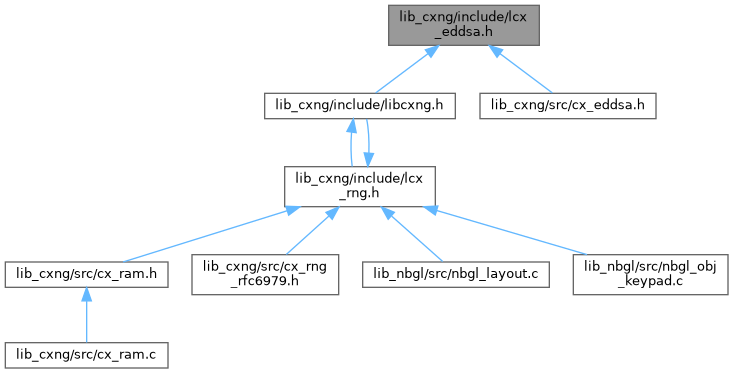 lib_cxng/include/lcx
_eddsa.h
lib_cxng/include/libcxng.h
lib_cxng/src/cx_eddsa.h
lib_cxng/include/lcx
_rng.h
lib_cxng/src/cx_ram.h
lib_cxng/src/cx_rng
_rfc6979.h
lib_nbgl/src/nbgl_layout.c
lib_nbgl/src/nbgl_obj
_keypad.c
lib_cxng/src/cx_ram.c